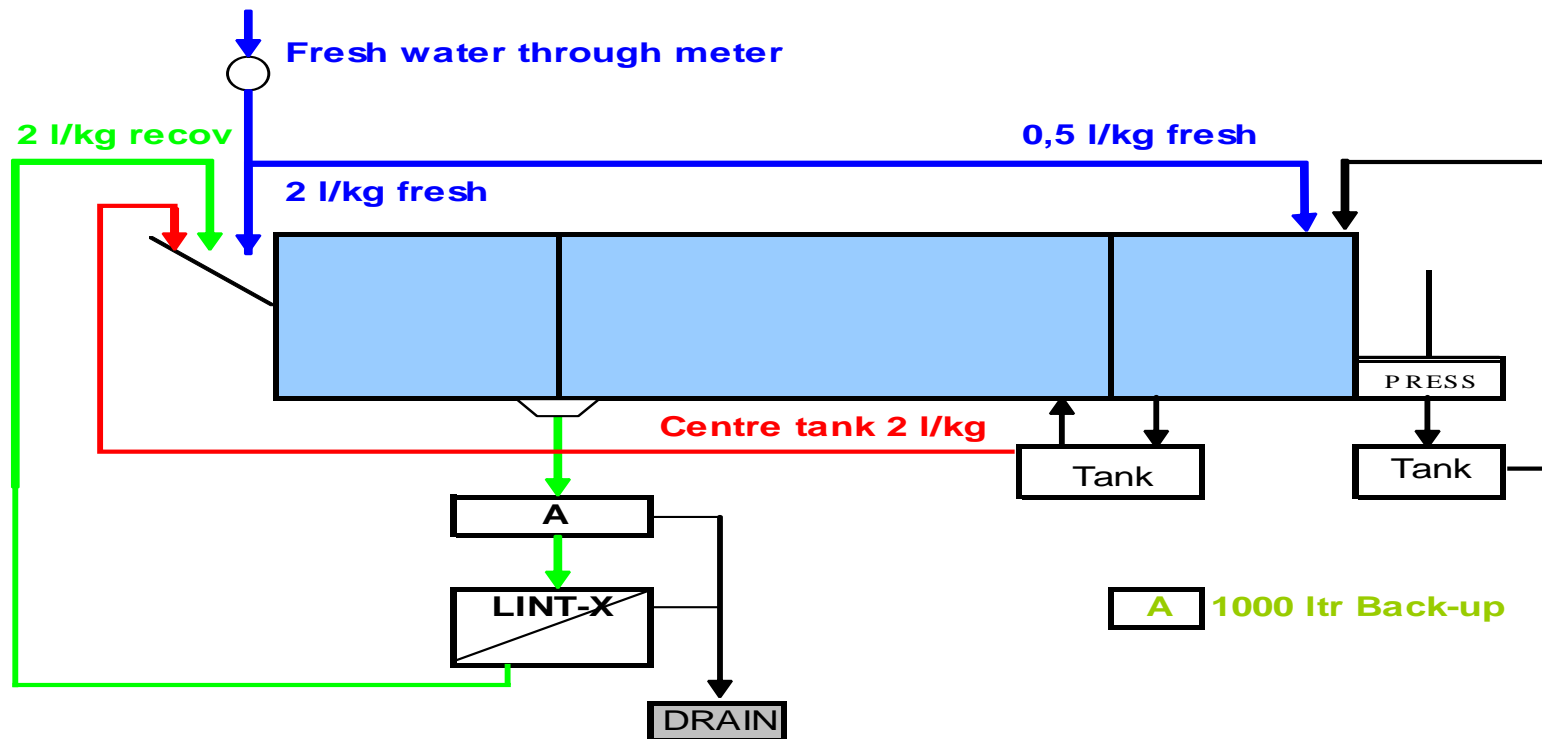 Fresh water through meter
2 l/kg recov
0,5 l/kg fresh
2 l/kg fresh
PRESS
Centre tank 2 l/kg
Tank
Tank
A
LINT-X
A
1000 ltr Back-up
DRAIN